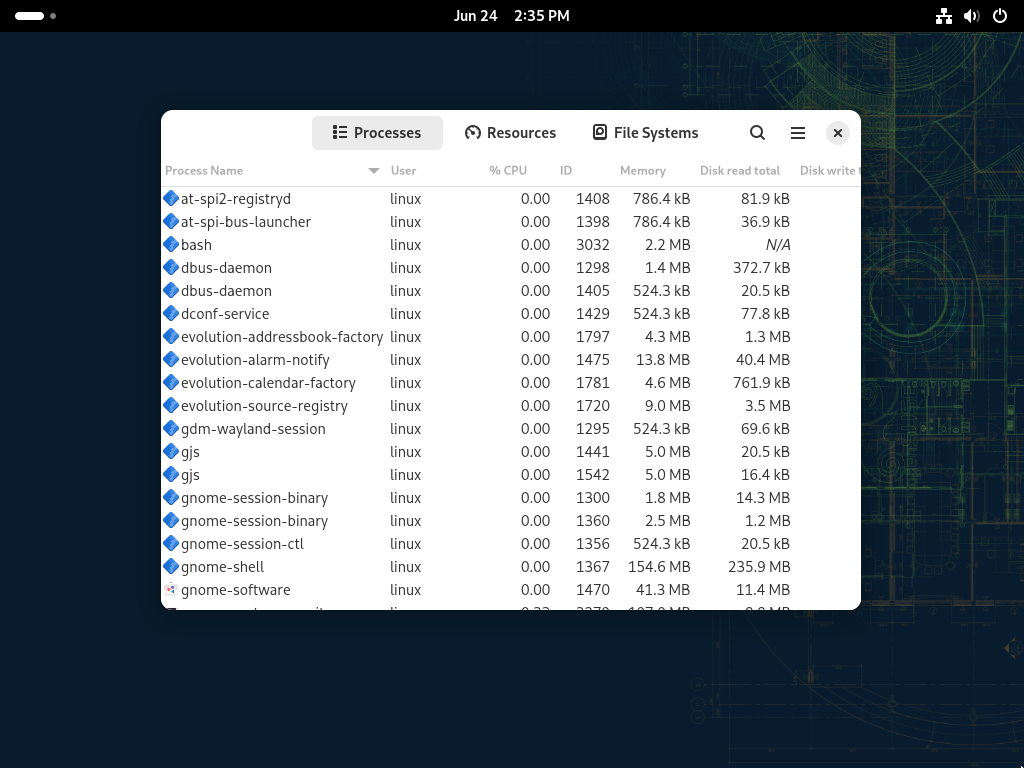 Jun 24 2:35 PM
Processes Resources File Systems
Process Name User % CPU ID Memory Disk read total Disk write
at-spi2-registryd linux 0.00 1408 786.4 kB 81.9 kB
at-spi-bus-launcher linux 0.00 1398 786.4 kB 36.9 kB
bash linux 0.00 3032 2.2 MB N/A
dbus-daemon linux 0.00 1298 1.4 MB 372.7 kB
dbus-daemon linux 0.00 1405 524.3 kB 20.5 kB
dconf-service linux 0.00 1429 524.3 kB 77.8 kB
evolution-addressbook-factory linux 0.00 1797 4.3 MB 1.3 MB
evolution-alarm-notify linux 0.00 1475 13.8 MB 40.4 MB
evolution-calendar-factory linux 0.00 1781 4.6 MB 761.9 kB
evolution-source-registry linux 0.00 1720 9.0 MB 3.5 MB
gdm-wayland-session linux 0.00 1295 524.3 kB 69.6 kB
gjs linux 0.00 1441 5.0 MB 20.5 kB
gjs linux 0.00 1542 5.0 MB 16.4 kB
gnome-session-binary linux 0.00 1300 1.8 MB 14.3 MB
gnome-session-binary linux 0.00 1360 2.5 MB 1.2 MB
gnome-session-ctl linux 0.00 1356 524.3 kB 20.5 kB
gnome-shell linux 0.00 1367 154.6 MB 235.9 MB
gnome-software linux 0.00 1470 41.3 MB 11.4 MB